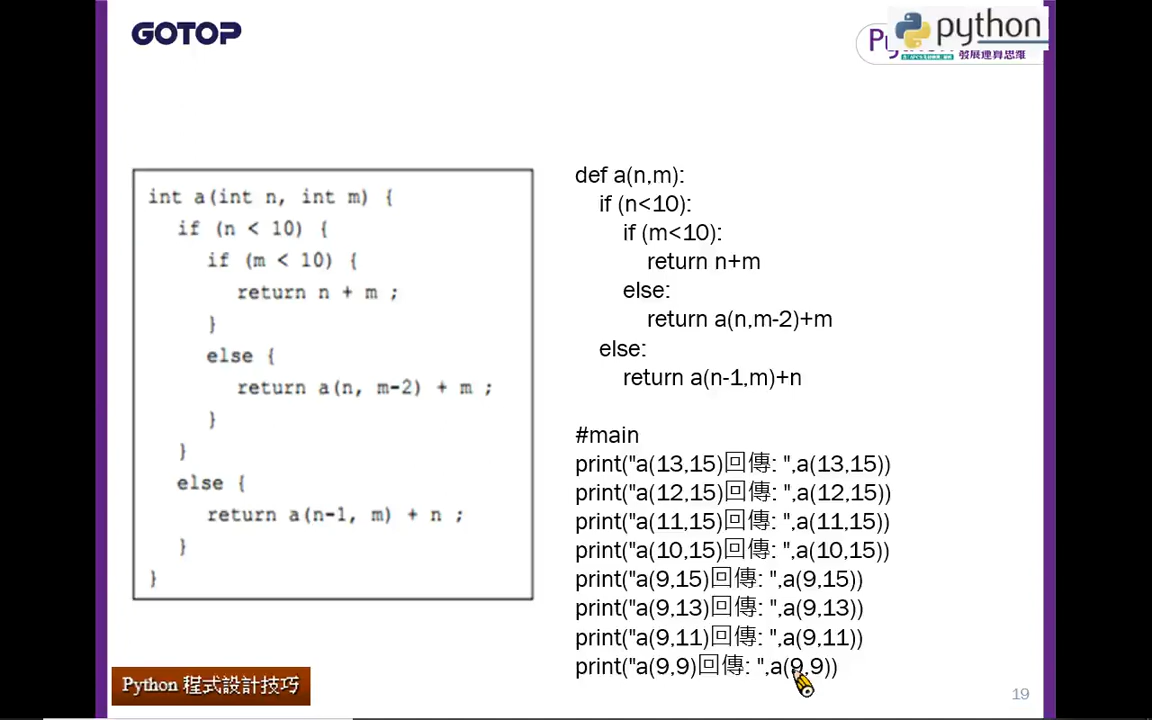 GOTOP
python
發展運算思維
int a(int n, int m) {
if (n < 10) {
if (m < 10) {
return n + m ;
}
else {
return a(n, m-2) + m ;
}
}
else {
return a(n-1, m) + n ;
}
}
def a(n,m):
if (n<10):
if (m<10):
return n+m
else:
return a(n,m-2)+m
else:
return a(n-1,m)+n
#main
print("a(13,15)回傳: ",a(13,15))
print("a(12,15)回傳: ",a(12,15))
print("a(11,15)回傳: ",a(11,15))
print("a(10,15)回傳: ",a(10,15))
print("a(9,15)回傳: ",a(9,15))
print("a(9,13)回傳: ",a(9,13))
print("a(9,11)回傳: ",a(9,11))
print("a(9,9)回傳: ",a(9,9))
Python 程式設計技巧
19